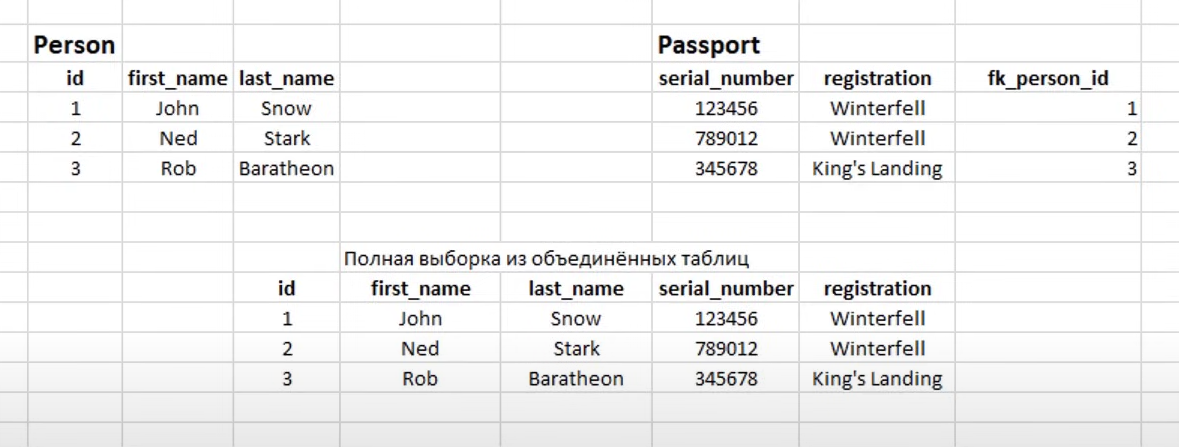 Person Passport
id first_name last_name serial_number registration fk_person_id
1 John Snow 123456 Winterfell 1
2 Ned Stark 789012 Winterfell 2
3 Rob Baratheon 345678 King's Landing 3
Полная выборка из объединённых таблиц
id first_name last_name serial_number registration
1 John Snow 123456 Winterfell
2 Ned Stark 789012 Winterfell
3 Rob Baratheon 345678 King's Landing